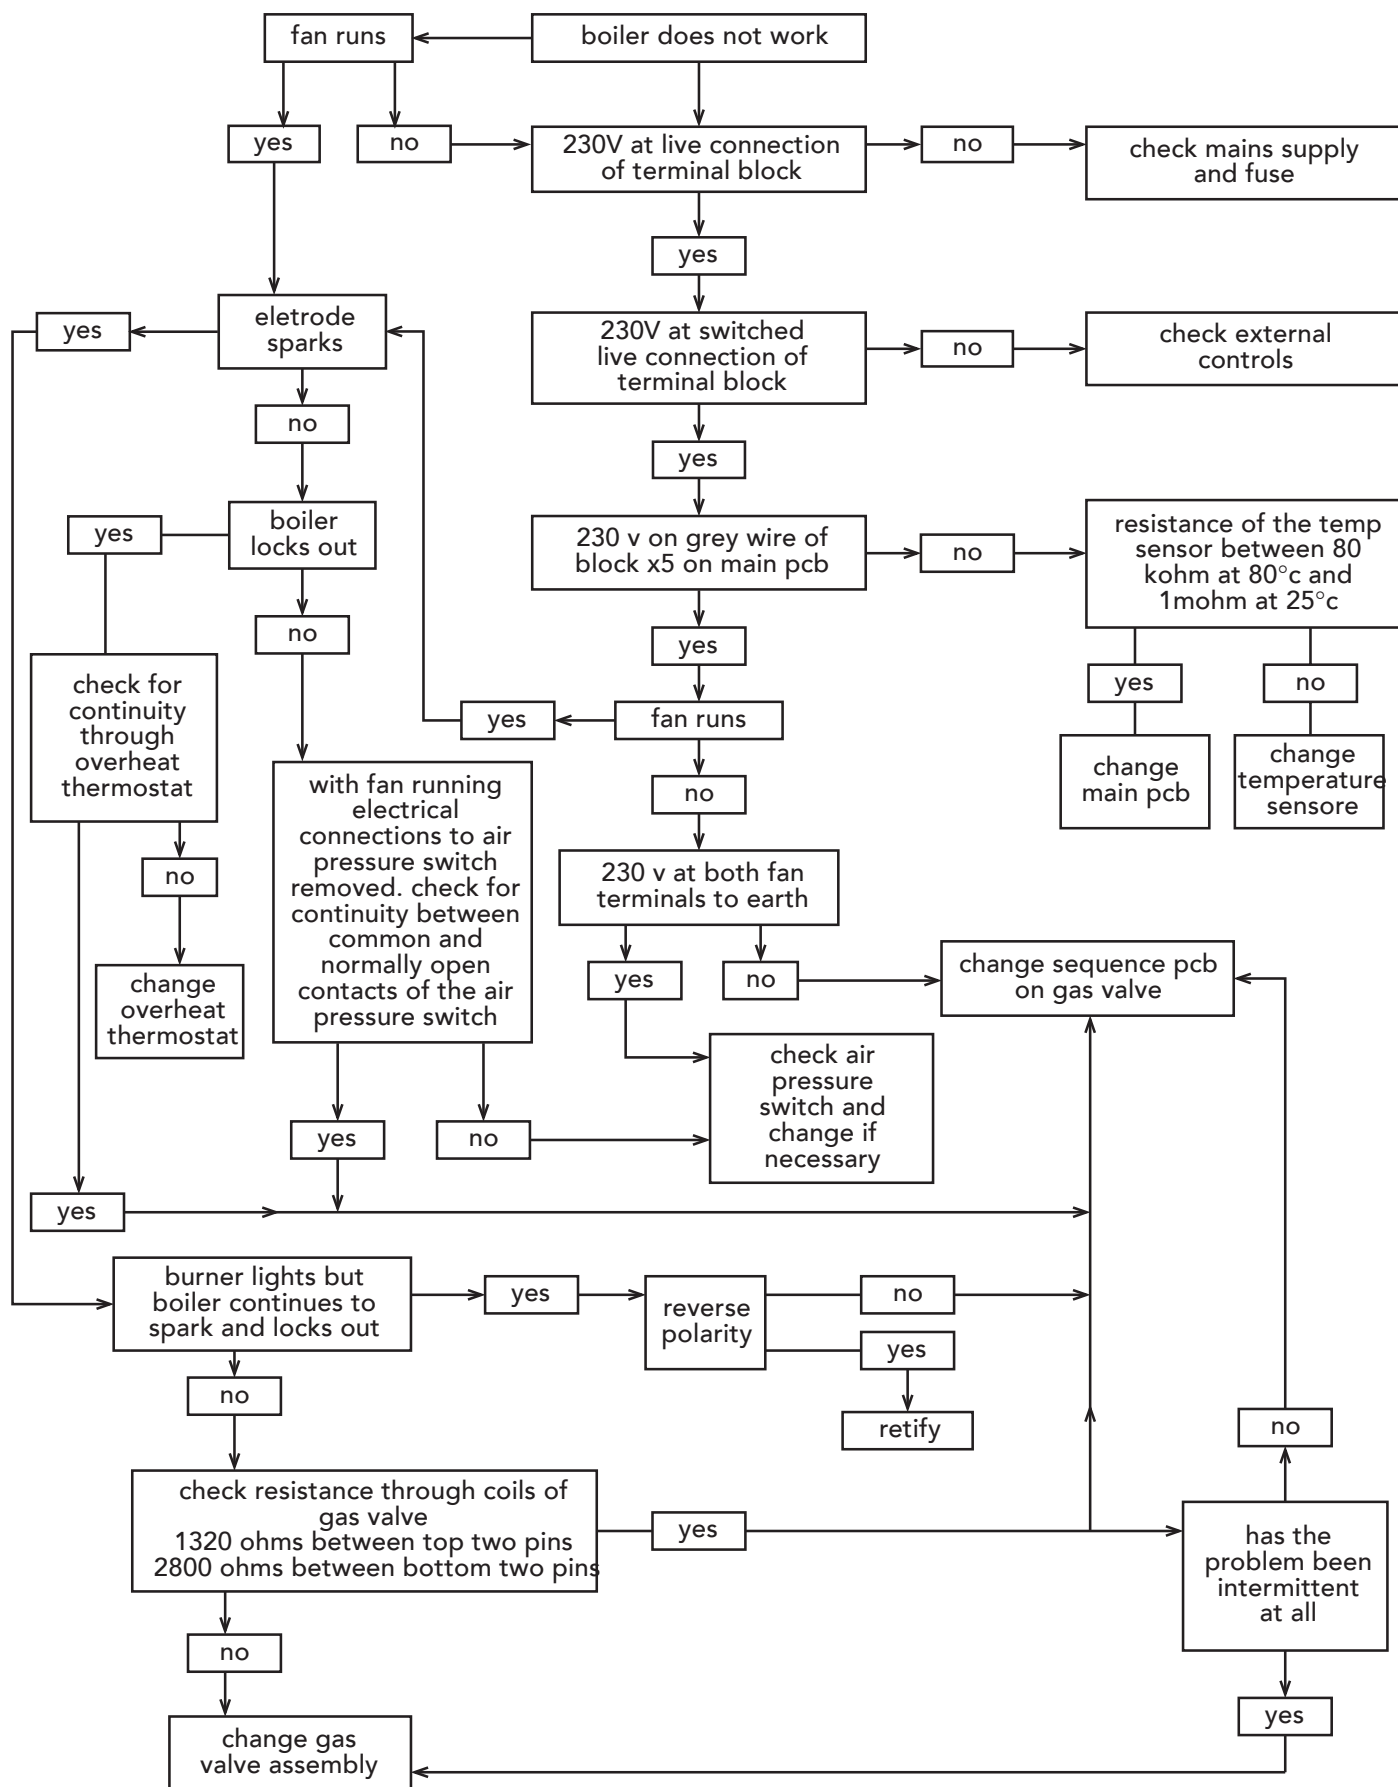 fan runs
boiler does not work
yes
no
230V at live connection
of terminal block
no
check mains supply
and fuse
yes
yes
eletrode
sparks
230V at switched
live connection of
terminal block
no
check external
controls
no
yes
yes
boiler
locks out
230 v on grey wire of
block x5 on main pcb
no
resistance of the temp
sensor between 80
kohm at 80°c and
1mohm at 25°c
no
yes
yes
no
check for
continuity
through
overheat
thermostat
yes
fan runs
change
main pcb
change
temperature
sensore
with fan running
electrical
connections to air
pressure switch
removed. check for
continuity between
common and
normally open
contacts of the air
pressure switch
no
no
230 v at both fan
terminals to earth
change
overheat
thermostat
yes
no
change sequence pcb
on gas valve
check air
pressure
switch and
change if
necessary
yes
no
yes
burner lights but
boiler continues to
spark and locks out
yes
reverse
polarity
no
yes
no
retify
no
check resistance through coils of
gas valve
1320 ohms between top two pins
2800 ohms between bottom two pins
yes
has the
problem been
intermittent
at all
no
yes
change gas
valve assembly